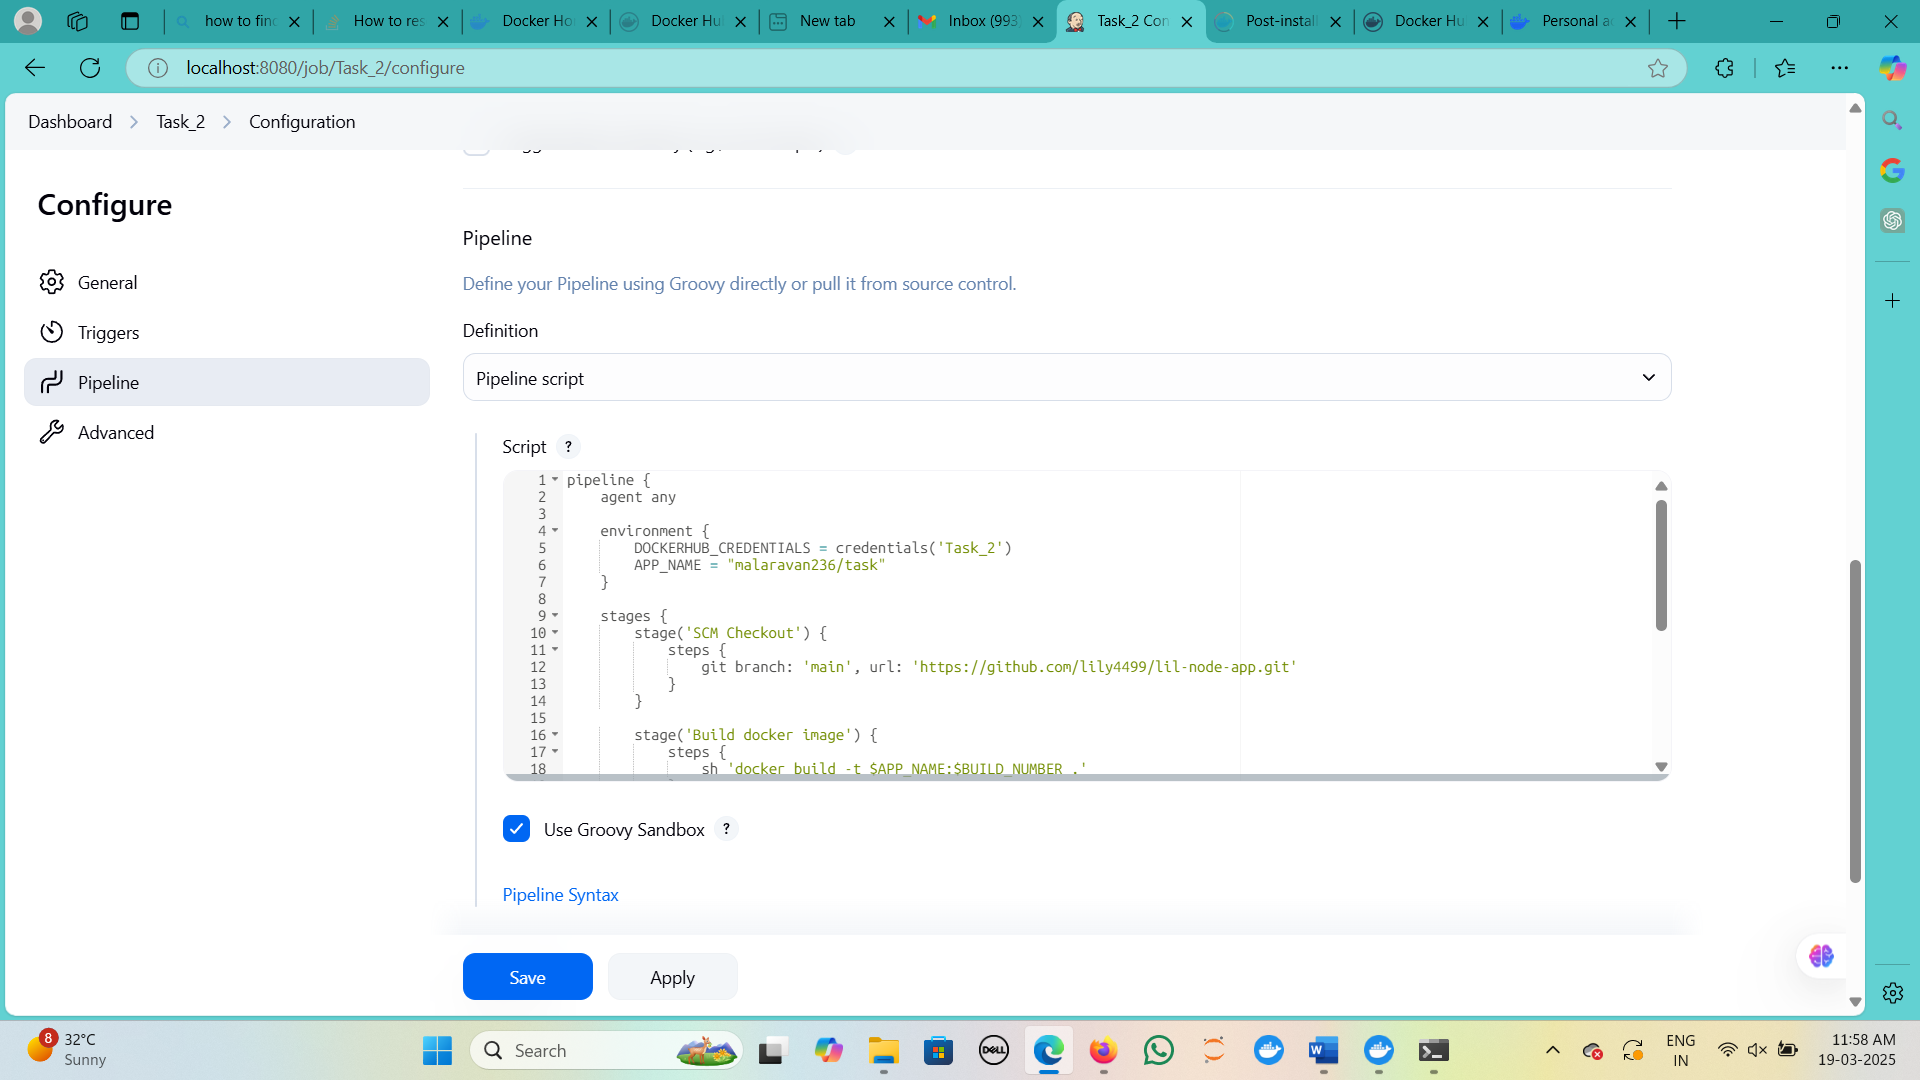 how to find
How to res
Docker Ho
Docker Hu
New tab
Inbox (993
Task_2 Con
Post-install
Docker Hu
Personal a
localhost:8080/job/Task_2/configure
Dashboard
Task_2
Configuration
Configure
General
Triggers
Pipeline
Advanced
Pipeline
Define your Pipeline using Groovy directly or pull it from source control.
Definition
Pipeline script
Script ?
1 pipeline {
2 agent any
3
4 environment {
5 DOCKERHUB_CREDENTIALS = credentials('Task_2')
6 APP_NAME = "malaravan236/task"
7 }
8
9 stages {
10 stage('SCM Checkout') {
11 steps {
12 git branch: 'main', url: 'https://github.com/lily4499/lil-node-app.git'
13 }
14 }
15
16 stage('Build docker image') {
17 steps {
18 sh 'docker build -t $APP_NAME:$BUILD_NUMBER .'
Use Groovy Sandbox ?
Pipeline Syntax
Save
Apply
8
32°C
Sunny
Search
DELL
ENG
IN
11:58 AM
19-03-2025